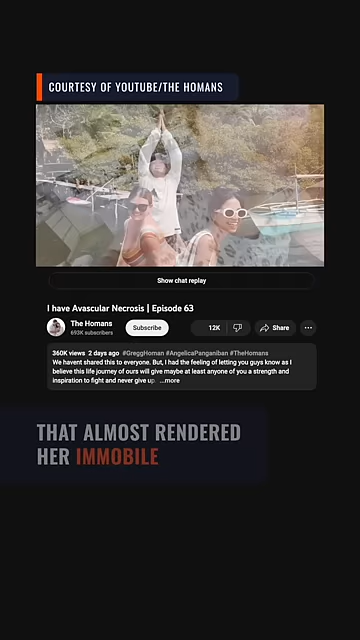 COURTESY OF YOUTUBE/THE HOMANS
Show chat replay
I have Avascular Necrosis | Episode 63
The Homans
693K subscribers
Subscribe
12K
Share
360K views 2 days ago #GreggHoman #AngelicaPanganiban #TheHomans
We havent shared this to everyone. But, I had the feeling of letting you guys know as I
believe this life journey of ours will give maybe at least anyone of you a strength and
inspiration to fight and never give up. ...more
THAT ALMOST RENDERED
HER IMMOBILE